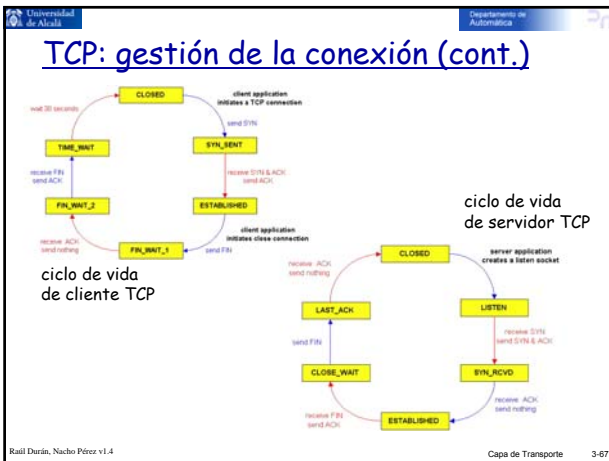 Universidad
de Alcalá
Departamento de
Automática
TCP: gestión de la conexión (cont.)
CLOSED
client application
initiates a TCP connection
wait 30 seconds
send SYN
TIME_WAIT
SYN_SENT
receive FIN
send ACK
receive SYN & ACK
send ACK
FIN_WAIT_2
ESTABLISHED
receive ACK
send nothing
client application
initiates close connection
FIN_WAIT_1
send FIN
ciclo de vida
de cliente TCP
ciclo de vida
de servidor TCP
CLOSED
server application
creates a listen socket
receive ACK
send nothing
LAST_ACK
LISTEN
send FIN
receive SYN
send SYN & ACK
CLOSE_WAIT
SYN_RCVD
receive FIN
send ACK
receive ACK
send nothing
ESTABLISHED
Raúl Durán, Nacho Pérez v1.4
Capa de Transporte 3-67